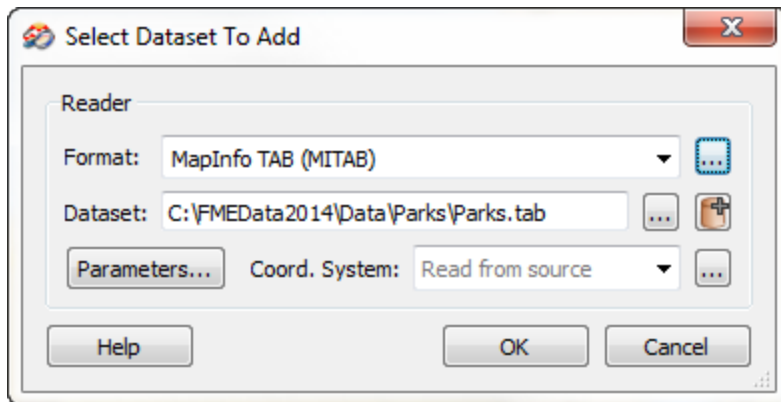 Select Dataset To Add
Reader
Format: MapInfo TAB (MITAB) ...
Dataset: C:\FMEData2014\Data\Parks\Parks.tab ...
Parameters... Coord. System: Read from source ...
Help OK Cancel